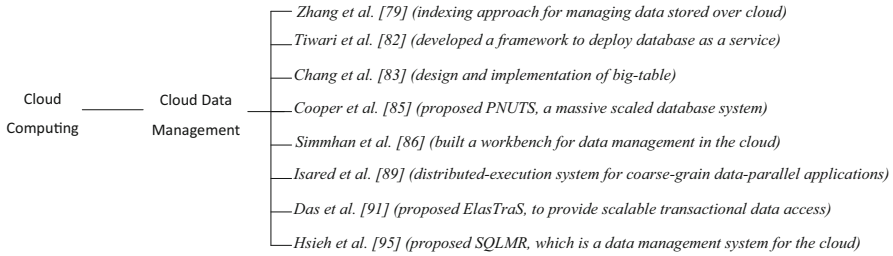 Zhang et al. [79] (indexing approach for managing data stored over cloud)
Tiwari et al. [82] (developed a framework to deploy database as a service)
Chang et al. [83] (design and implementation of big-table)
Cloud
Computing
Cloud Data
Management
Cooper et al. [85] (proposed PNUTS, a massive scaled database system)
Simmhan et al. [86] (built a workbench for data management in the cloud)
Isared et al. [89] (distributed-execution system for coarse-grain data-parallel applications)
Das et al. [91] (proposed ElasTraS, to provide scalable transactional data access)
Hsieh et al. [95] (proposed SQLMR, which is a data management system for the cloud)